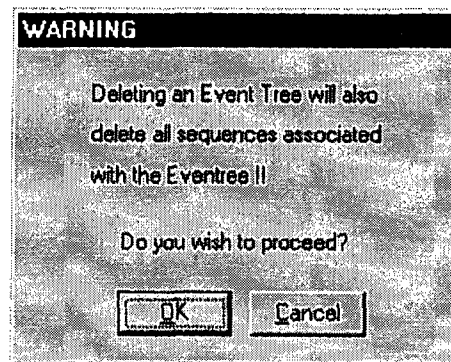 WARNING
Deleting an Event Tree will also
delete all sequences associated
with the Eventree !!
Do you wish to proceed?
OK
Cancel